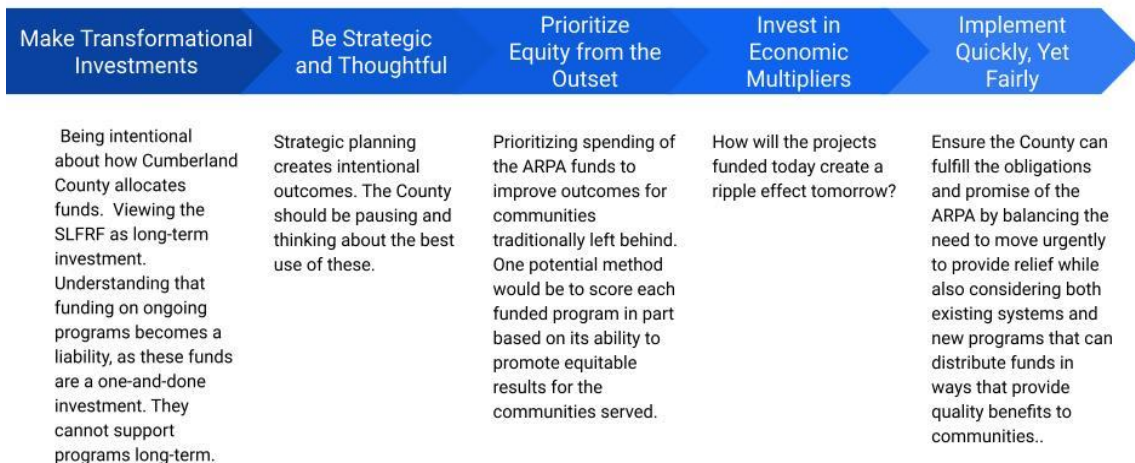 Make Transformational
Investments
Be Strategic
and Thoughtful
Prioritize
Equity from the
Outset
Invest in
Economic
Multipliers
Implement
Quickly, Yet
Fairly
Being intentional
about how Cumberland
County allocates
funds.  Viewing the
SLFRF as long-term
investment.
Understanding that
funding on ongoing
programs becomes a
liability, as these funds
are a one-and-done
investment. They
cannot support
programs long-term.
Strategic planning
creates intentional
outcomes. The County
should be pausing and
thinking about the best
use of these.
Prioritizing spending of
the ARPA funds to
improve outcomes for
communities
traditionally left behind.
One potential method
would be to score each
funded program in part
based on its ability to
promote equitable
results for the
communities served.
How will the projects
funded today create a
ripple effect tomorrow?
Ensure the County can
fulfill the obligations
and promise of the
ARPA by balancing the
need to move urgently
to provide relief while
also considering both
existing systems and
new programs that can
distribute funds in
ways that provide
quality benefits to
communities..